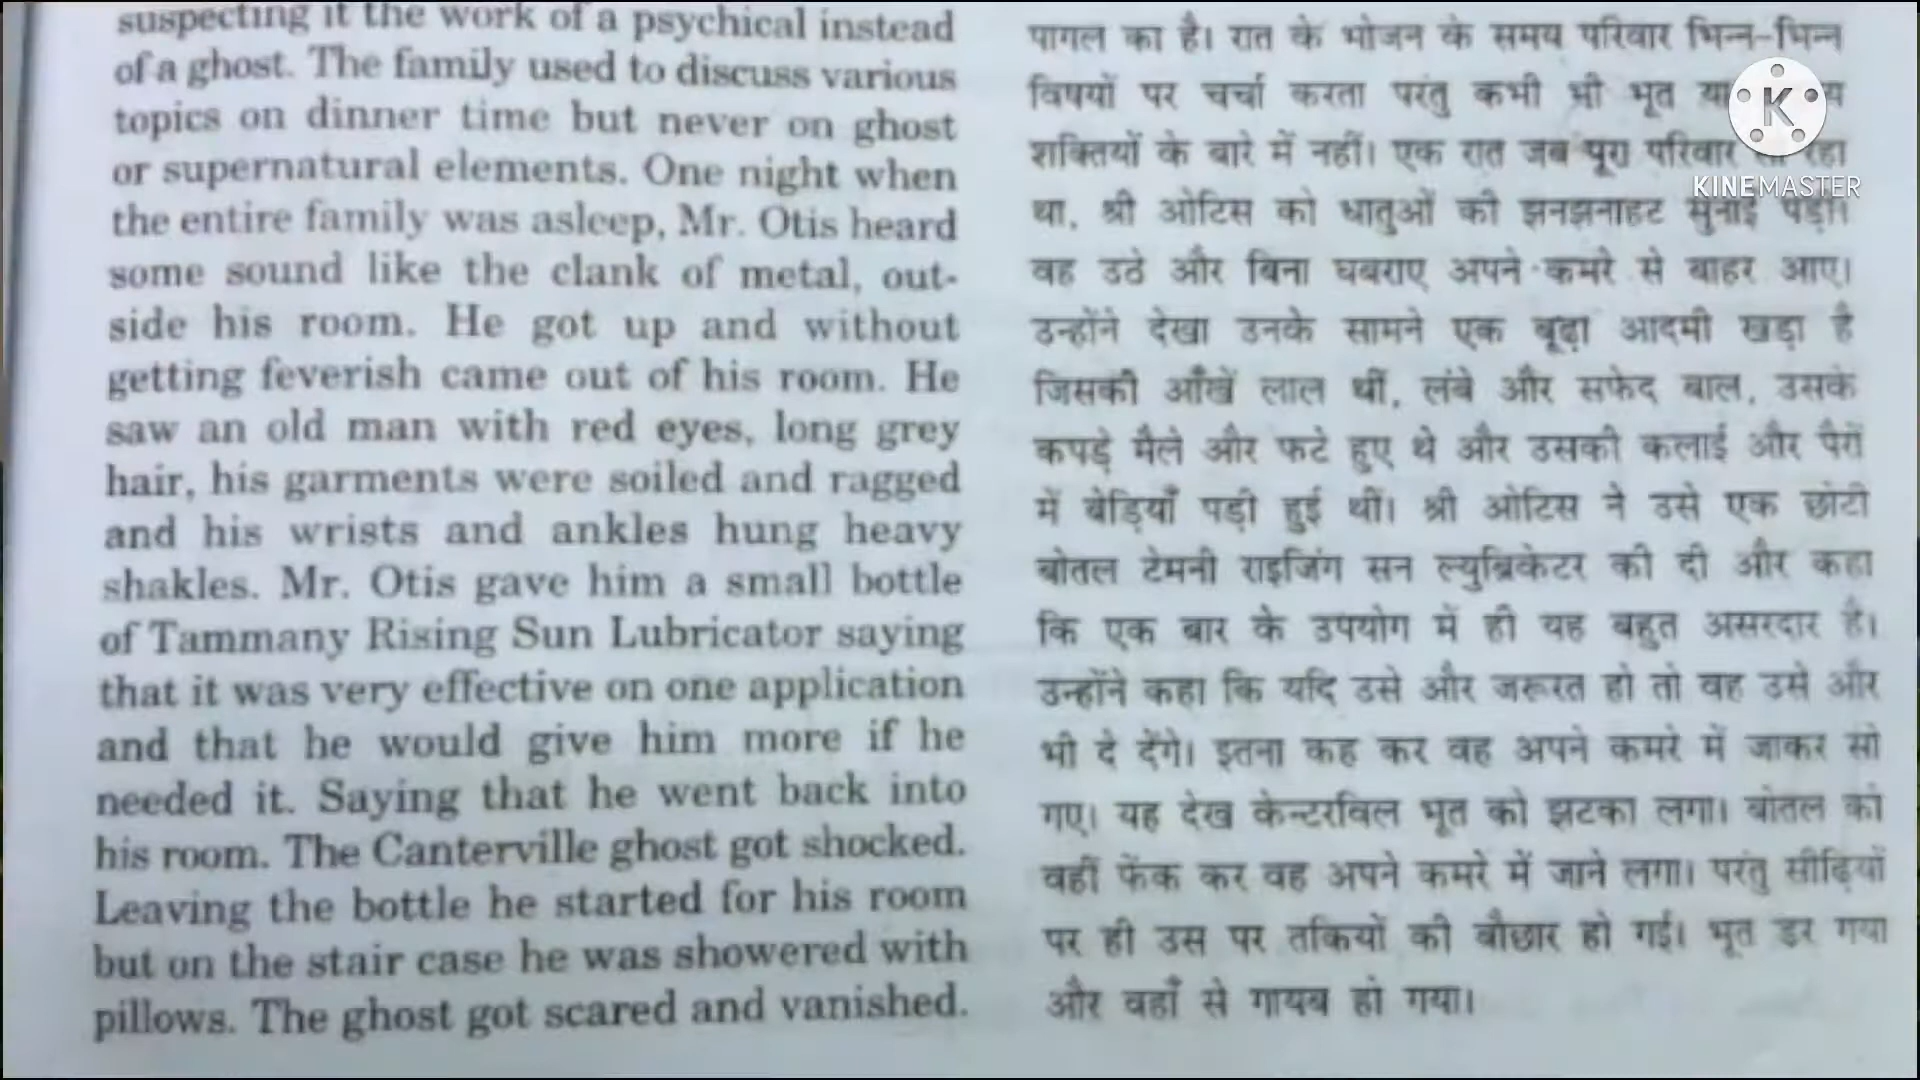 suspecting it the work of a psychical instead
of a ghost. The family used to discuss various
topics on dinner time but never on ghost
or supernatural elements. One night when
the entire family was asleep, Mr. Otis heard
some sound like the clank of metal, out-
side his room. He got up and without
getting feverish came out of his room. He
saw an old man with red eyes, long grey
hair, his garments were soiled and ragged
and his wrists and ankles hung heavy
shakles. Mr. Otis gave him a small bottle
of Tammany Rising Sun Lubricator saying
that it was very effective on one application
and that he would give him more if he
needed it. Saying that he went back into
his room. The Canterville ghost got shocked.
Leaving the bottle he started for his room
but on the stair case he was showered with
pillows. The ghost got scared and vanished.
पागल का है। रात के भोजन के समय परिवार भिन्न-भिन्न
विषयों पर चर्चा करता परंतु कभी भी भूत
शक्तियों के बारे में नहीं। एक रात जब पूरा परिवार रहा
था, श्री ओटिस को धातुओं की झनझनाहट सुनाई पड़ी।
वह उठे और बिना घबराए अपने कमरे से बाहर आए।
उन्होंने देखा उनके सामने एक बूढ़ा आदमी खड़ा है
जिसकी आँखें लाल थीं, लंबे और सफेद बाल, उसके
कपड़े मैले और फटे हुए थे और उसकी कलाई और पैरों
में बेड़ियाँ पड़ी हुई थीं। श्री ओटिस ने उसे एक छोटी
बोतल टेमनी राइजिंग सन ल्युब्रिकेटर की दी और कहा
कि एक बार के उपयोग में ही यह बहुत असरदार है।
उन्होंने कहा कि यदि उसे और जरूरत हो तो वह उसे और
भी दे देंगे। इतना कह कर वह अपने कमरे में जाकर सो
गए। यह देख केन्टरविल भूत को झटका लगा। बोतल को
वहीं फेंक कर वह अपने कमरे में जाने लगा। परंतु सीढ़ियों
पर ही उस पर तकियों की बौछार हो गई। भूत डर गया
और वहाँ से गायब हो गया।
K
KINEMASTER